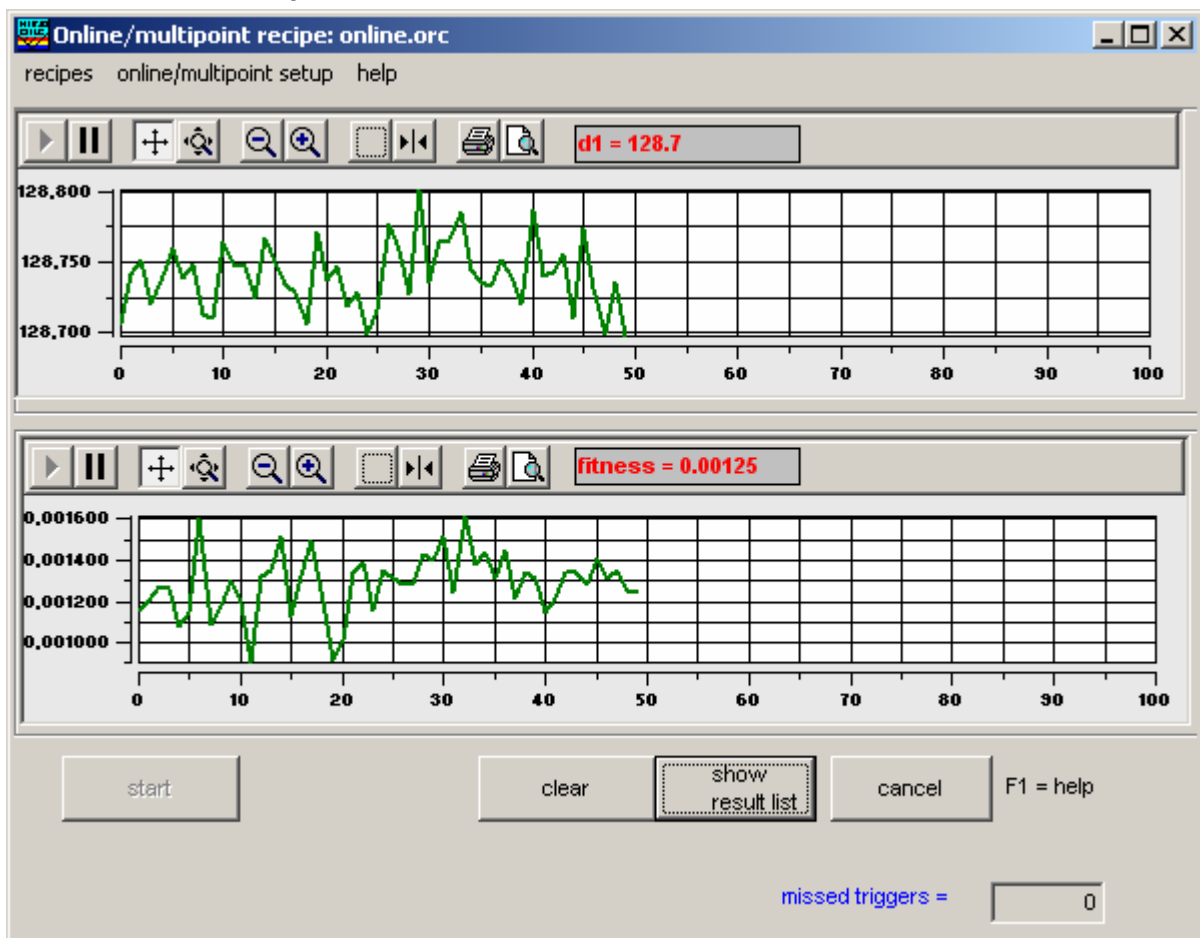 Online/multipoint recipe: online.orc
recipes online/multipoint setup help
d1 = 128.7
128,800
128,750
128,700
0 10 20 30 40 50 60 70 80 90 100
fitness = 0.00125
0,001600
0,001400
0,001200
0,001000
0 10 20 30 40 50 60 70 80 90 100
start clear show result list cancel F1 = help
missed triggers = 0